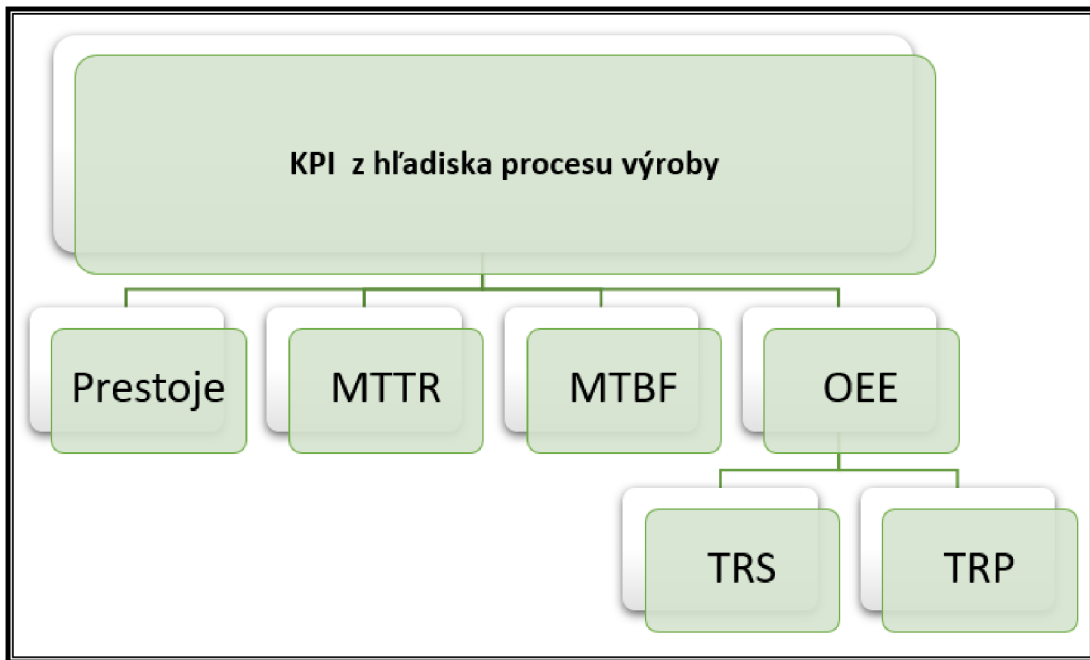 KPI  z hľadiska procesu výroby
Prestoje
MTTR
MTBF
OEE
TRS
TRP